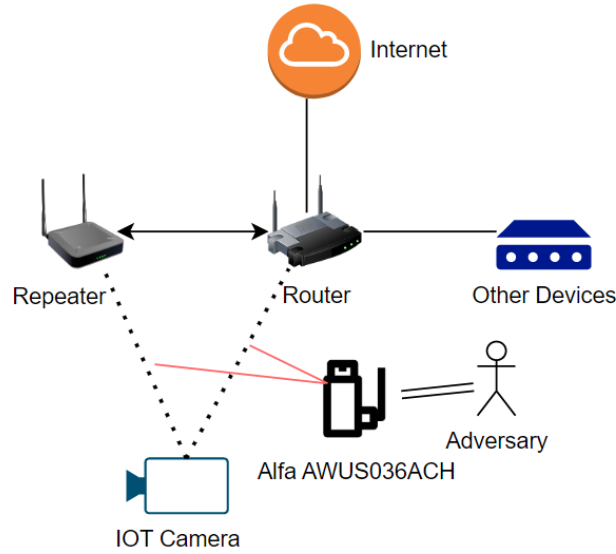 Internet
Repeater
Router
Other Devices
Adversary
Alfa AWUS036ACH
IOT Camera